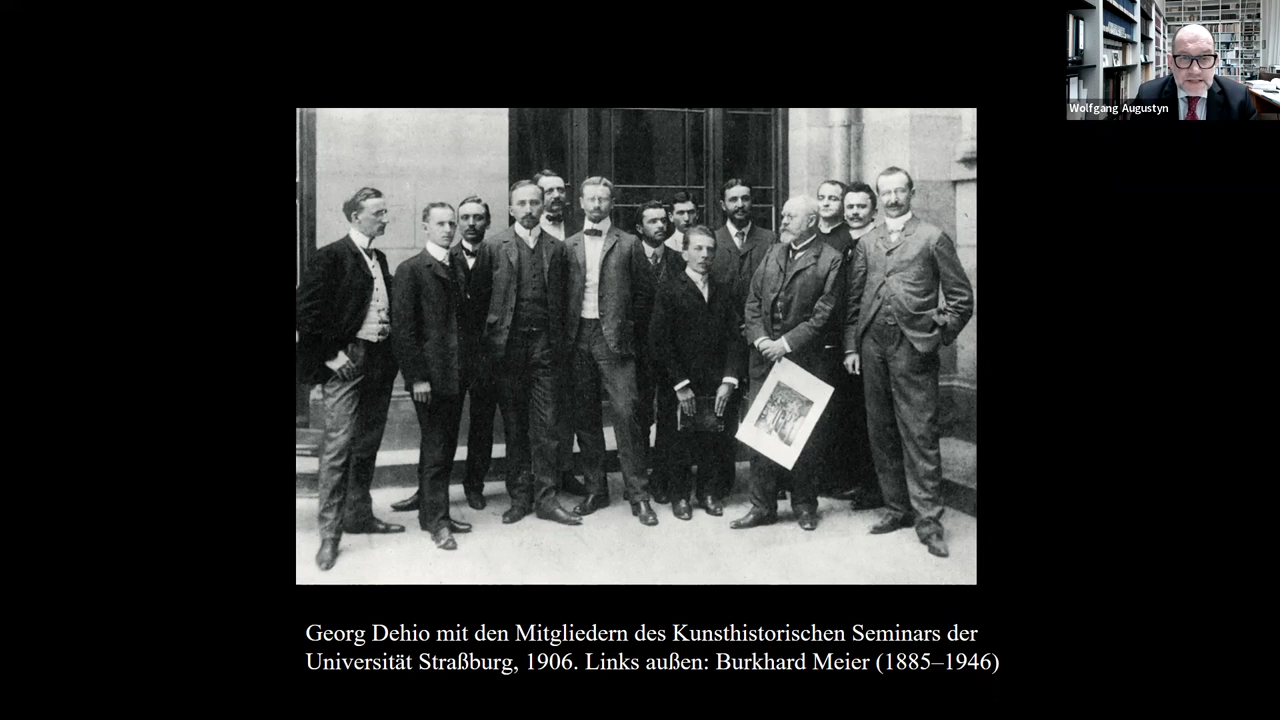 Wolfgang Augustyn
Georg Dehio mit den Mitgliedern des Kunsthistorischen Seminars der
Universität Straßburg, 1906. Links außen: Burkhard Meier (1885–1946)